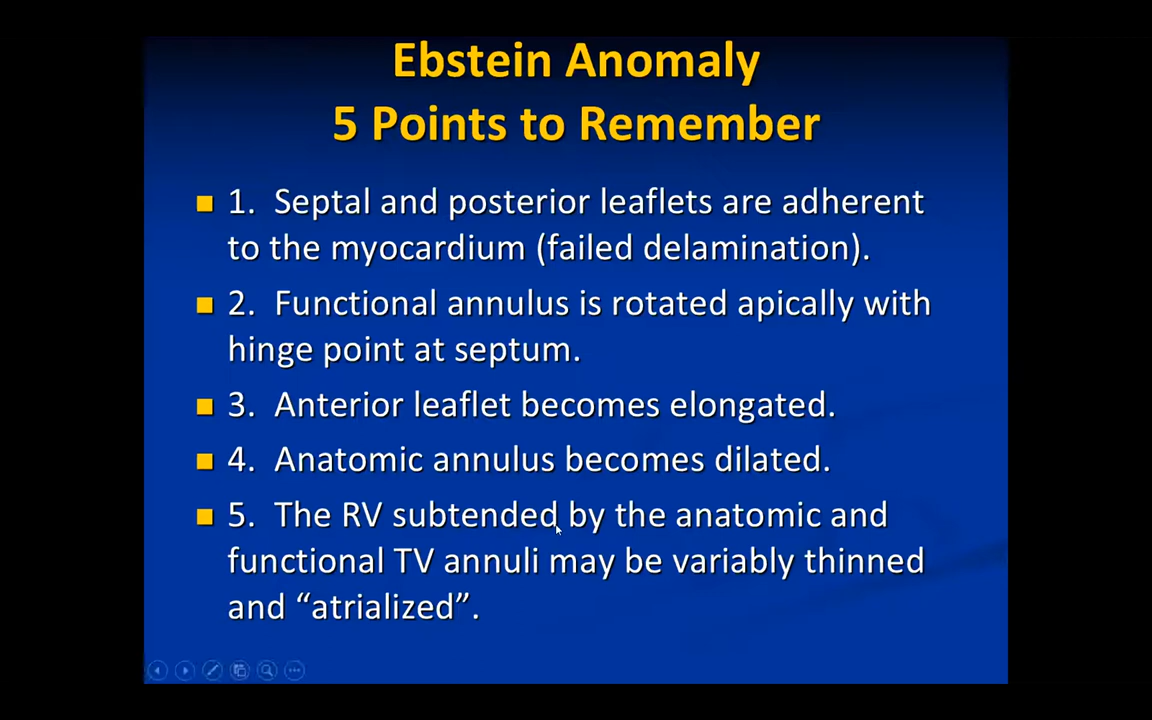 Ebstein Anomaly
5 Points to Remember
1. Septal and posterior leaflets are adherent
to the myocardium (failed delamination).
2. Functional annulus is rotated apically with
hinge point at septum.
3. Anterior leaflet becomes elongated.
4. Anatomic annulus becomes dilated.
5. The RV subtended by the anatomic and
functional TV annuli may be variably thinned
and “atrialized”.